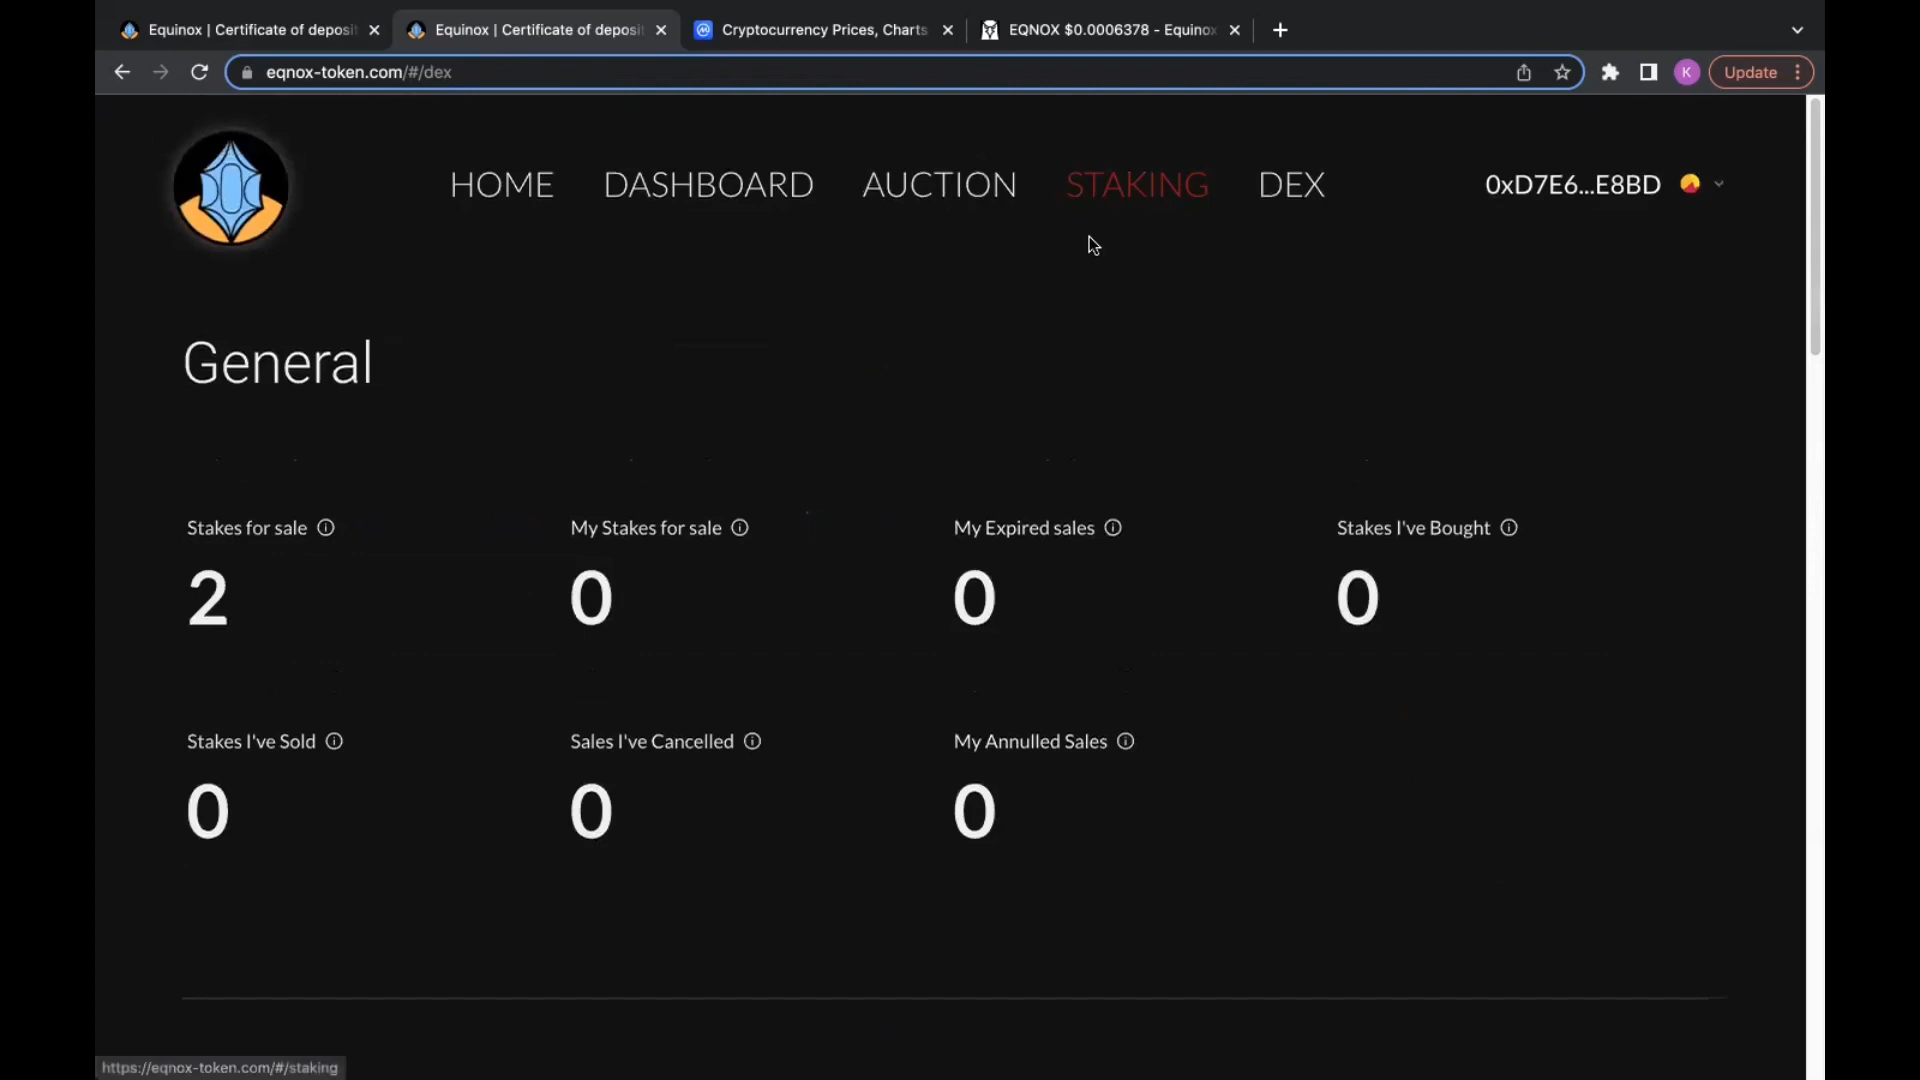 Equinox | Certificate of deposit
Equinox | Certificate of deposit
Cryptocurrency Prices, Charts
EQNOX $0.0006378 - Equinox
eqnox-token.com/#/dex
K
Update
HOME
DASHBOARD
AUCTION
STAKING
DEX
0xD7E6...E8BD
General
Stakes for sale
My Stakes for sale
My Expired sales
Stakes I've Bought
2
0
0
0
Stakes I've Sold
Sales I've Cancelled
My Annulled Sales
0
0
0
https://eqnox-token.com/#/staking